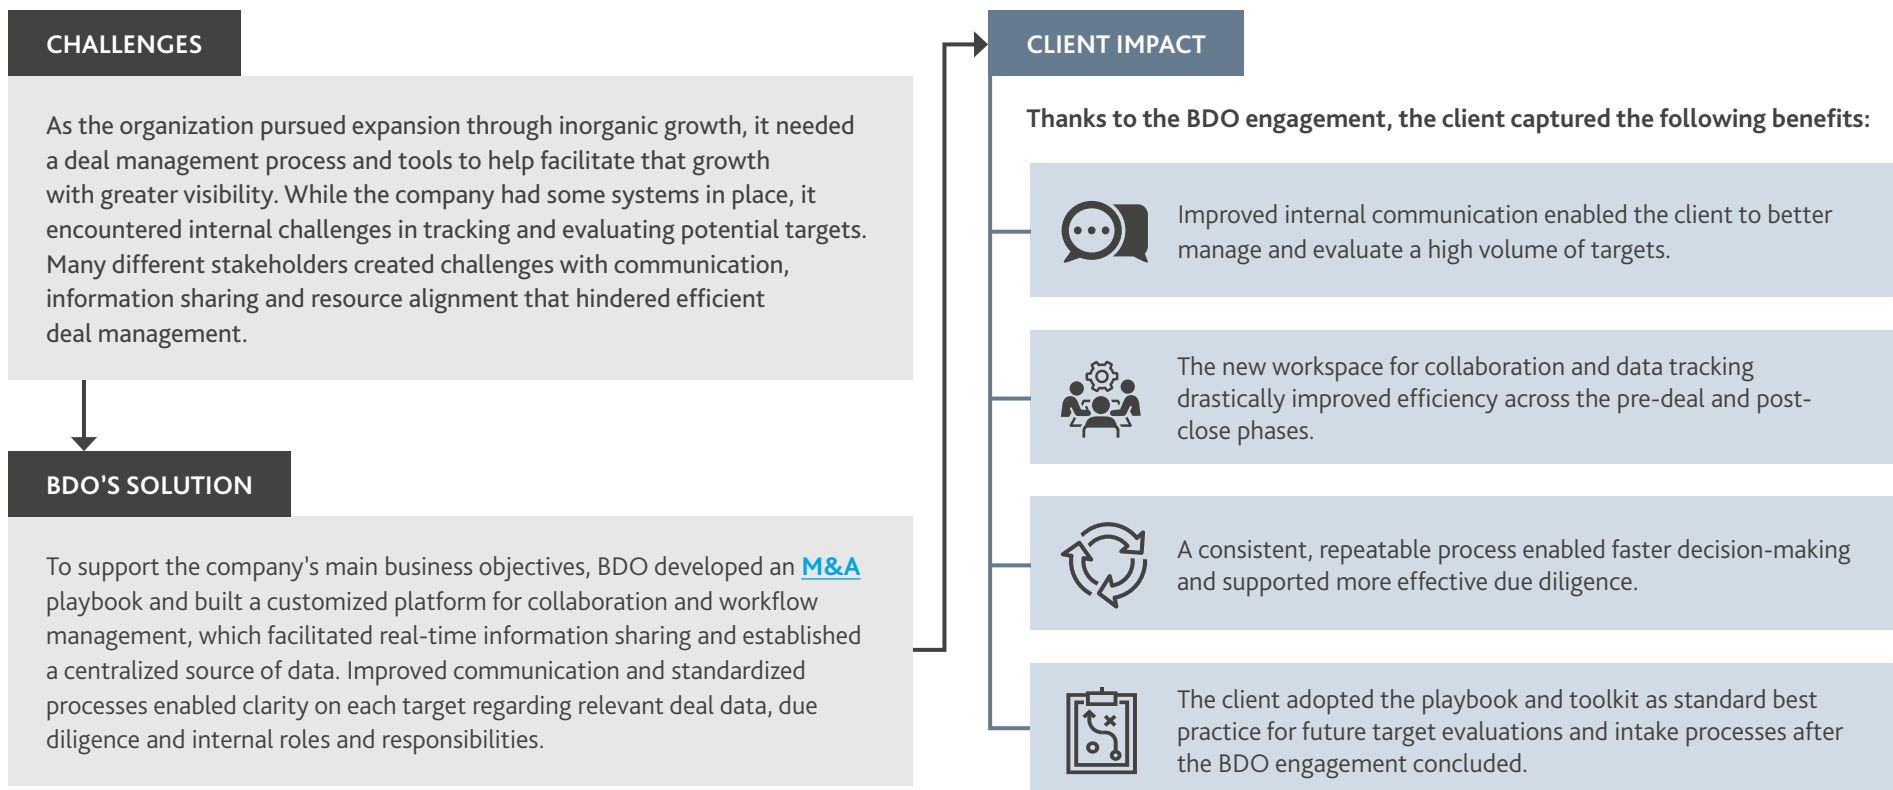 CHALLENGES
As the organization pursued expansion through inorganic growth, it needed
a deal management process and tools to help facilitate that growth
with greater visibility. While the company had some systems in place, it
encountered internal challenges in tracking and evaluating potential targets.
Many different stakeholders created challenges with communication,
information sharing and resource alignment that hindered efficient
deal management.
BDO'S SOLUTION
To support the company's main business objectives, BDO developed an M&A
playbook and built a customized platform for collaboration and workflow
management, which facilitated real-time information sharing and established
a centralized source of data. Improved communication and standardized
processes enabled clarity on each target regarding relevant deal data, due
diligence and internal roles and responsibilities.
CLIENT IMPACT
Thanks to the BDO engagement, the client captured the following benefits:
Improved internal communication enabled the client to better
manage and evaluate a high volume of targets.
The new workspace for collaboration and data tracking
drastically improved efficiency across the pre-deal and post-
close phases.
A consistent, repeatable process enabled faster decision-making
and supported more effective due diligence.
The client adopted the playbook and toolkit as standard best
practice for future target evaluations and intake processes after
the BDO engagement concluded.